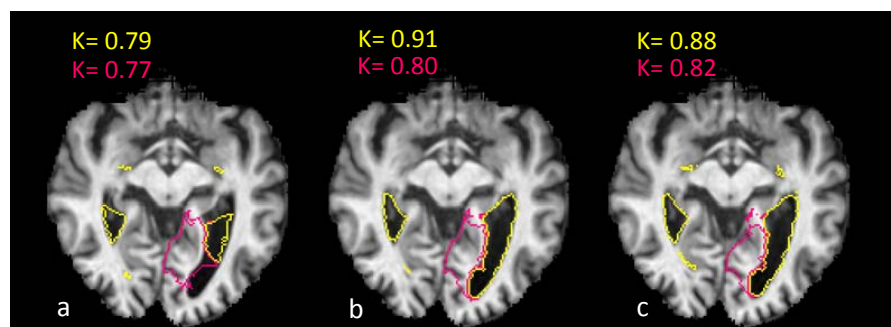 K= 0.79
K= 0.77
a
K= 0.91
K= 0.80
b
K= 0.88
K= 0.82
c